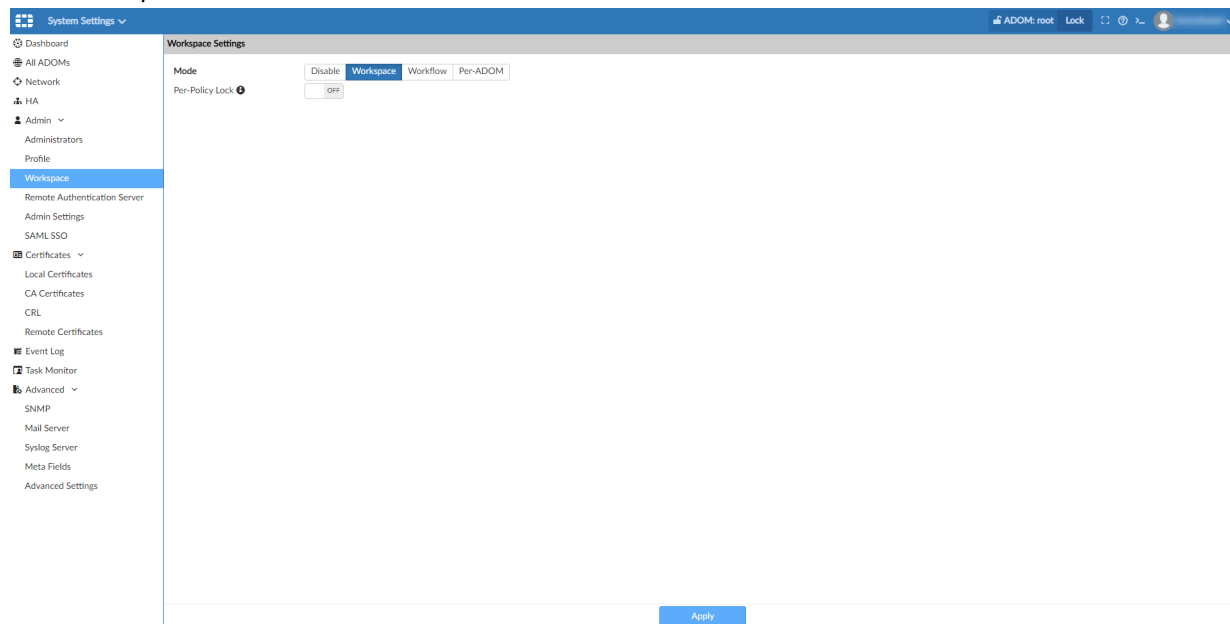 System Settings
ADOM: root Lock
Dashboard
All ADOMs
Network
HA
Admin
Administrators
Profile
Workspace
Remote Authentication Server
Admin Settings
SAML SSO
Certificates
Local Certificates
CA Certificates
CRL
Remote Certificates
Event Log
Task Monitor
Advanced
SNMP
Mail Server
Syslog Server
Meta Fields
Advanced Settings
Workspace Settings
Mode Disable Workspace Workflow Per-ADOM
Per-Policy Lock OFF
Apply